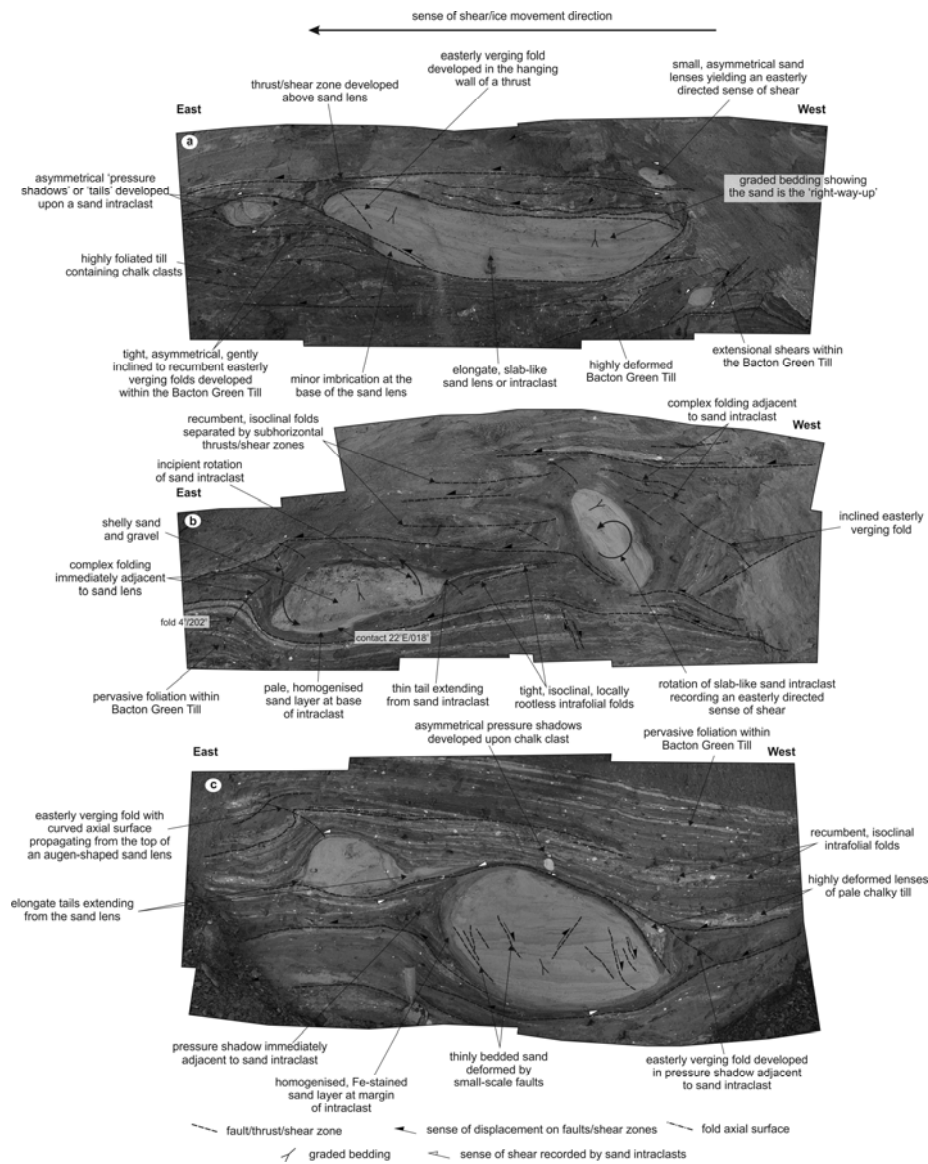 sense of shear/ice movement direction
easterly verging fold
developed in the hanging
wall of a thrust
small, asymmetrical sand
lenses yielding an easterly
directed sense of shear
thrust/shear zone developed
above sand lens
East
West
a
asymmetrical 'pressure
shadows' or 'tails' developed
upon a sand intraclast
graded bedding showing
the sand is the 'right-way-up'
highly foliated till
containing chalk clasts
tight, asymmetrical, gently
inclined to recumbent easterly
verging folds developed
within the Bacton Green Till
minor imbrication at the
base of the sand lens
elongate, slab-like
sand lens or intraclast
highly deformed
Bacton Green Till
extensional shears within
the Bacton Green Till
recumbent, isoclinal folds
separated by subhorizontal
thrusts/shear zones
complex folding adjacent
to sand intraclast
West
incipient rotation
of sand intraclast
East
b
shelly sand
and gravel
inclined easterly
verging fold
complex folding
immediately adjacent
to sand lens
fold 4°/202°
contact 22°E/018°
pervasive foliation within
Bacton Green Till
pale, homogenised
sand layer at base
of intraclast
thin tail extending
from sand intraclast
tight, isoclinal, locally
rootless intrafolial folds
rotation of slab-like sand intraclast
recording an easterly directed
sense of shear
asymmetrical pressure shadows
developed upon chalk clast
pervasive foliation within
Bacton Green Till
East
West
c
easterly verging fold with
curved axial surface
propagating from the top of
an augen-shaped sand lens
recumbent, isoclinal
intrafolial folds
highly deformed lenses
of pale chalky till
elongate tails extending
from the sand lens
pressure shadow immediately
adjacent to sand intraclast
homogenised, Fe-stained
sand layer at margin
of intraclast
thinly bedded sand
deformed by
small-scale faults
easterly verging fold developed
in pressure shadow adjacent
to sand intraclast
fault/thrust/shear zone
sense of displacement on faults/shear zones
fold axial surface
graded bedding
sense of shear recorded by sand intraclasts